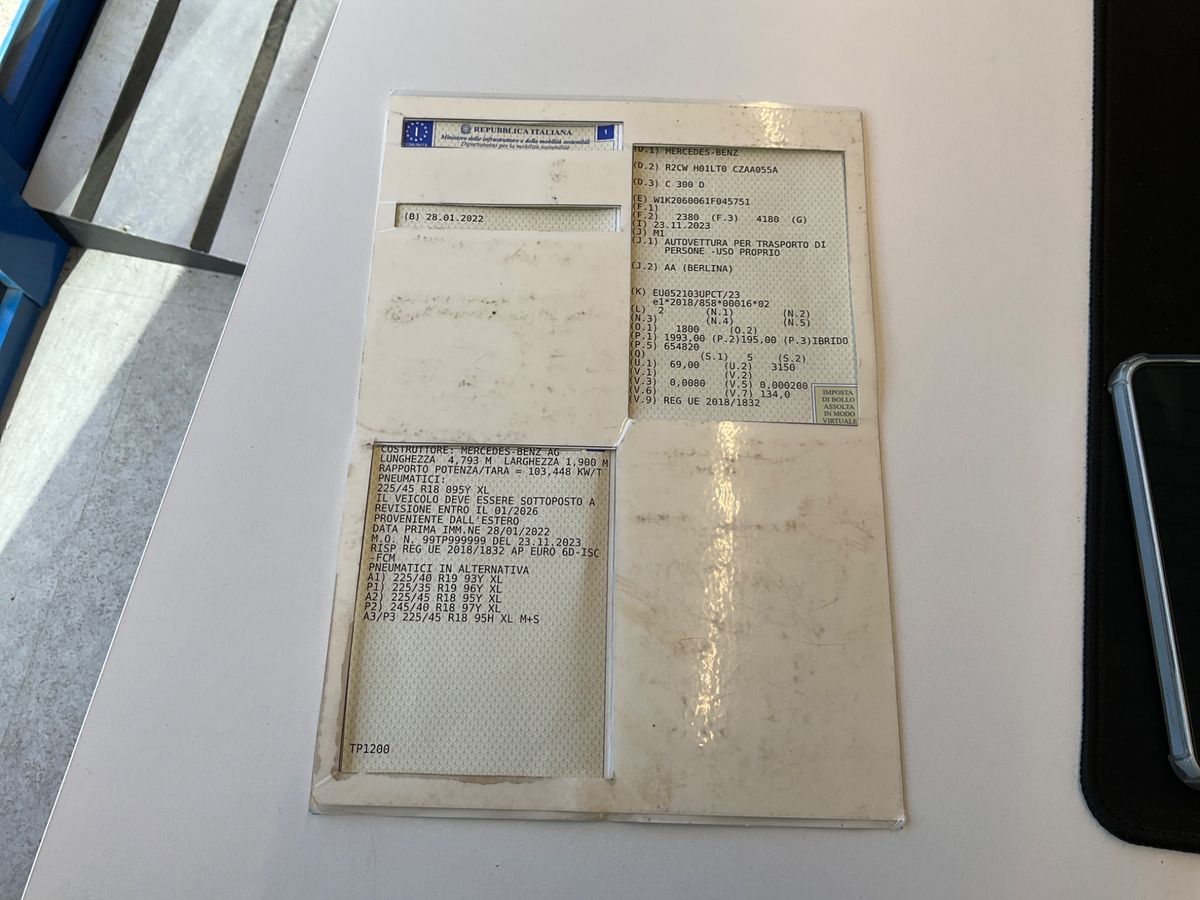 I
COMUNITÀ
REPUBBLICA ITALIANA
1
Ministero delle infrastrutture e della mobilità sostenibili
Dipartimento per la mobilità sostenibile
(B) 28.01.2022
(D.1) MERCEDES-BENZ
(D.2) R2CW H01LT0 CZAA055A
(D.3) C 300 D
(E) W1K2060061F045751
(F.1)
(F.2) 2380 (F.3) 4180 (G)
(I) 23.11.2023
(J) M1
(J.1) AUTOVETTURA PER TRASPORTO DI
PERSONE -USO PROPRIO
(J.2) AA (BERLINA)
(K) EU052103UPCT/23
e1*2018/858*00016*02
(L) 2 (N.1) (N.2)
(N.3) (N.4) (N.5)
(O.1) 1800 (O.2)
(P.1) 1993,00 (P.2)195,00 (P.3)IBRIDO
(P.5) 654820
(Q) (S.1) 5 (S.2)
(U.1) 69,00 (U.2) 3150
(V.1) (V.2)
(V.3) 0,0080 (V.5) 0,000200
(V.6) (V.7) 134,0
(V.9) REG UE 2018/1832
IMPOSTA
DI BOLLO
ASSOLTA
IN MODO
VIRTUALE
COSTRUTTORE: MERCEDES-BENZ AG
LUNGHEZZA 4,793 M LARGHEZZA 1,900 M
RAPPORTO POTENZA/TARA = 103,448 KW/T
PNEUMATICI:
225/45 R18 095Y XL
IL VEICOLO DEVE ESSERE SOTTOPOSTO A
REVISIONE ENTRO IL 01/2026
PROVENIENTE DALL'ESTERO
DATA PRIMA IMM.NE 28/01/2022
M.O. N. 99TP999999 DEL 23.11.2023
RISP REG UE 2018/1832 AP EURO 6D-ISC
-FCM
PNEUMATICI IN ALTERNATIVA
A1) 225/40 R19 93Y XL
P1) 225/35 R19 96Y XL
A2) 225/45 R18 95Y XL
P2) 245/40 R18 97Y XL
A3/P3 225/45 R18 95H XL M+S
TP1200